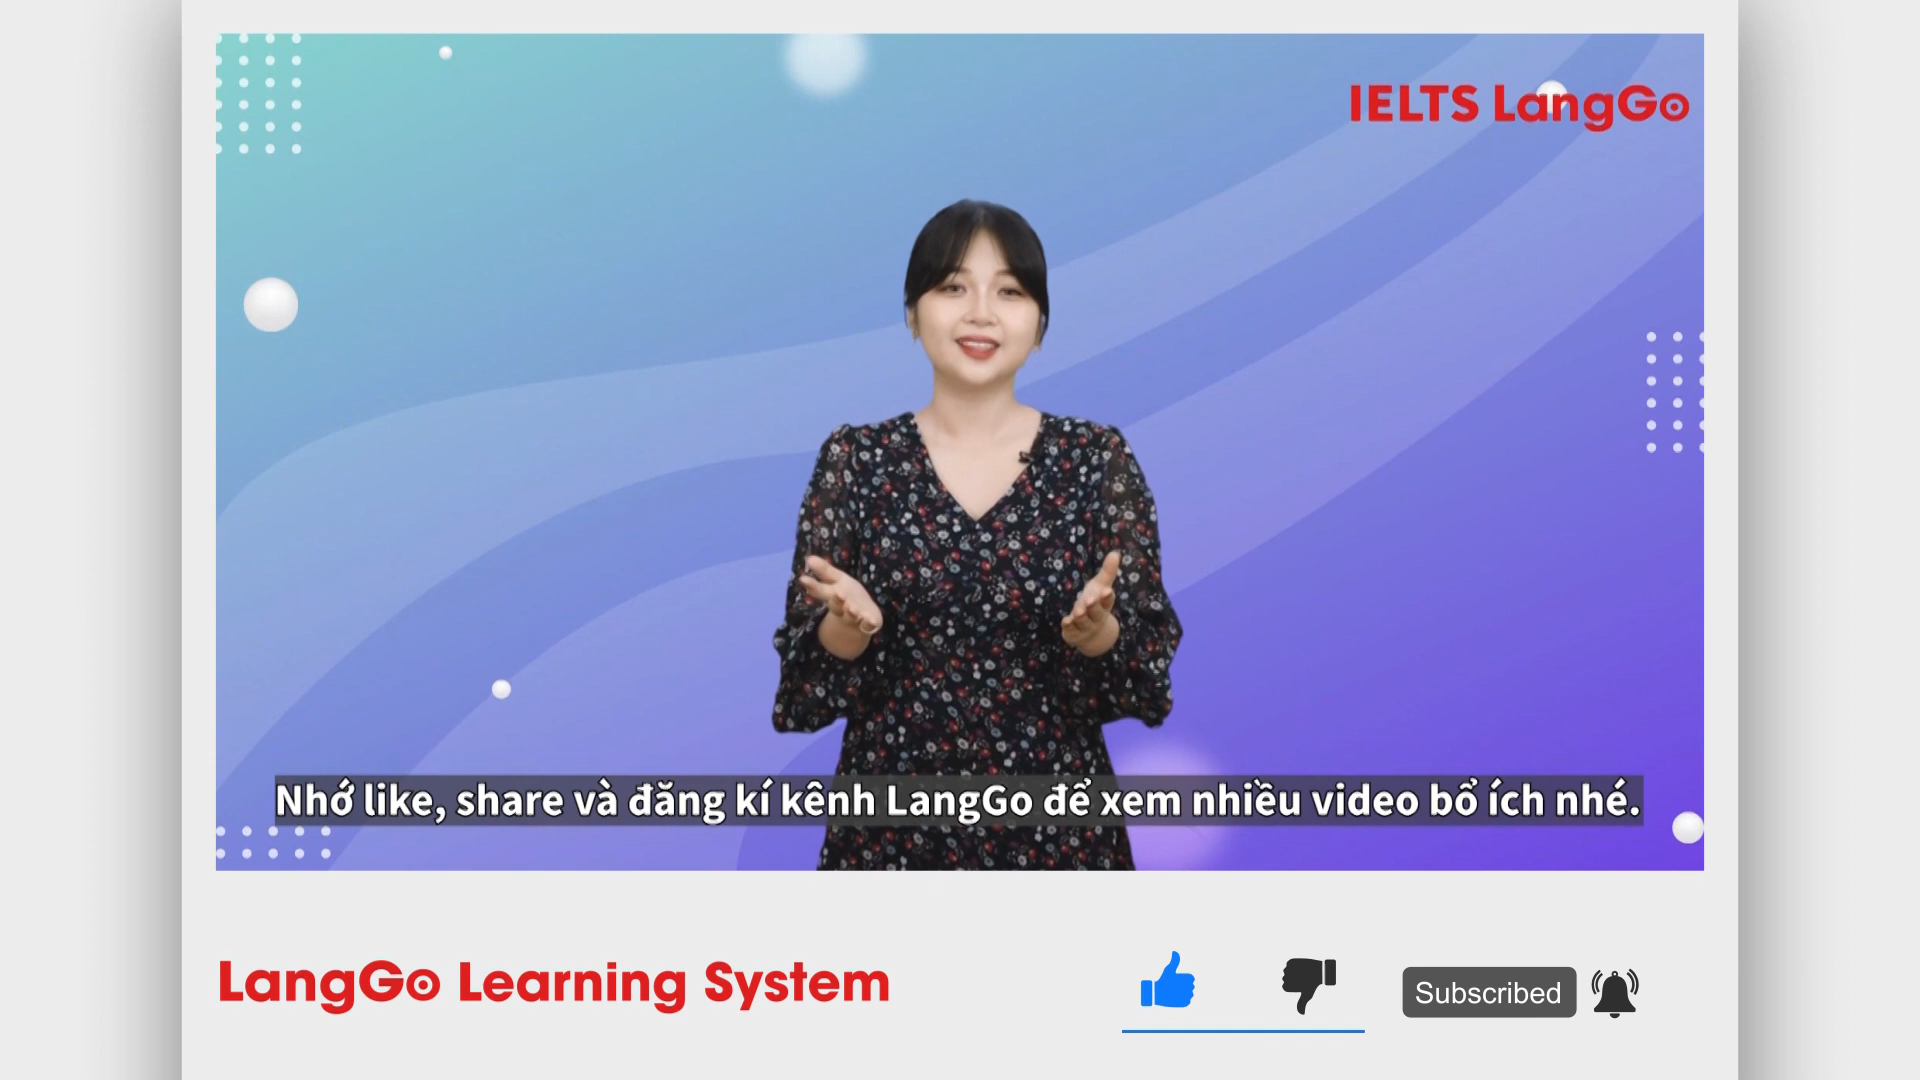 IELTS LangGo
Nhớ like, share và đăng kí kênh LangGo để xem nhiều video bổ ích nhé.
LangGo Learning System
Subscribed